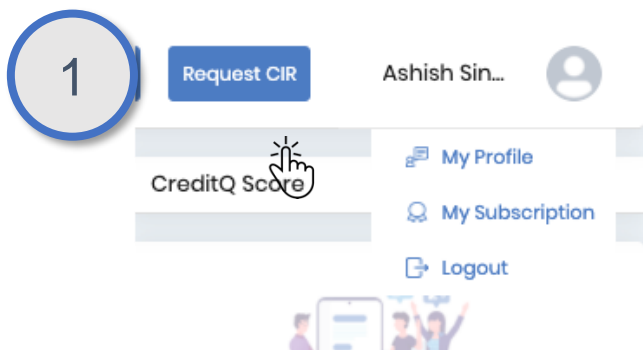 1
Request CIR
Ashish Sin...
My Profile
CreditQ Score
My Subscription
Logout